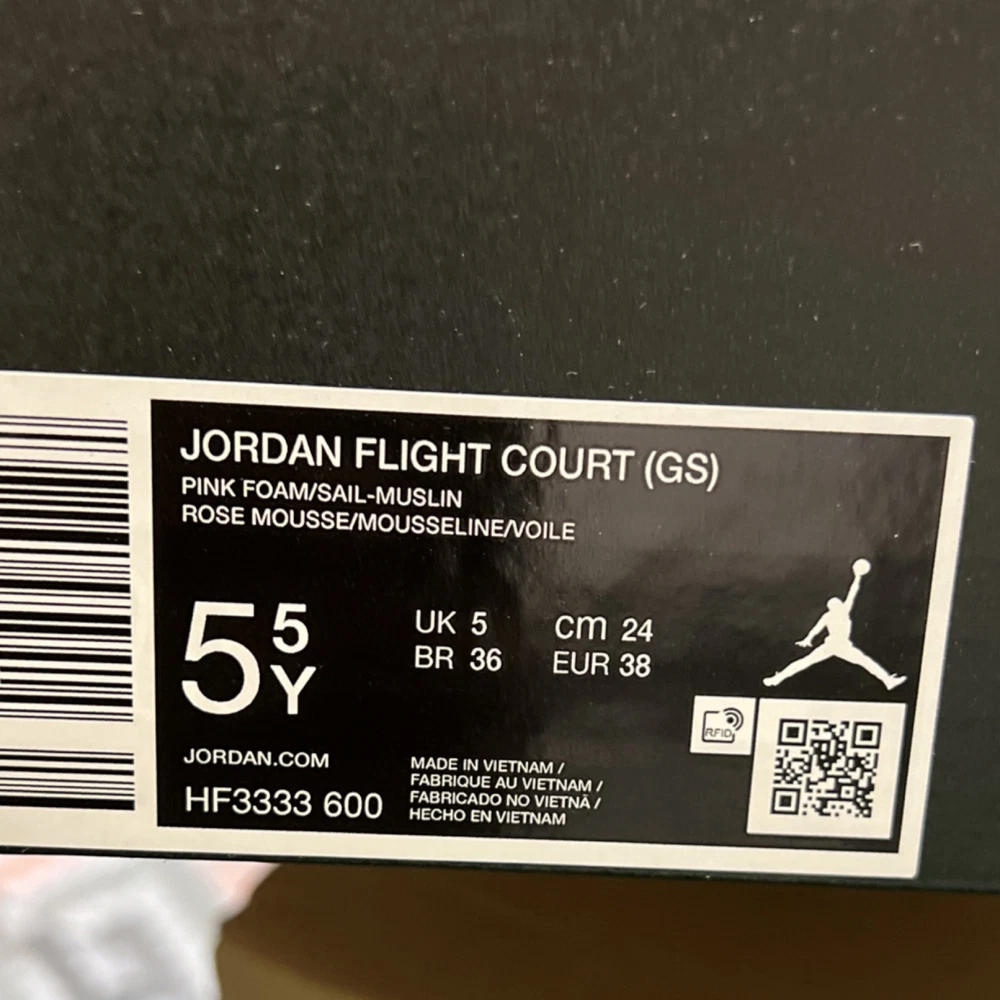 JORDAN FLIGHT COURT (GS)
PINK FOAM/SAIL-MUSLIN
ROSE MOUSSE/MOUSSELINE/VOILE
5 5 Y
UK 5
BR 36
cm 24
EUR 38
RFID
JORDAN.COM
HF3333 600
MADE IN VIETNAM /
FABRIQUE AU VIETNAM /
FABRICADO NO VIETNÃ /
HECHO EN VIETNAM